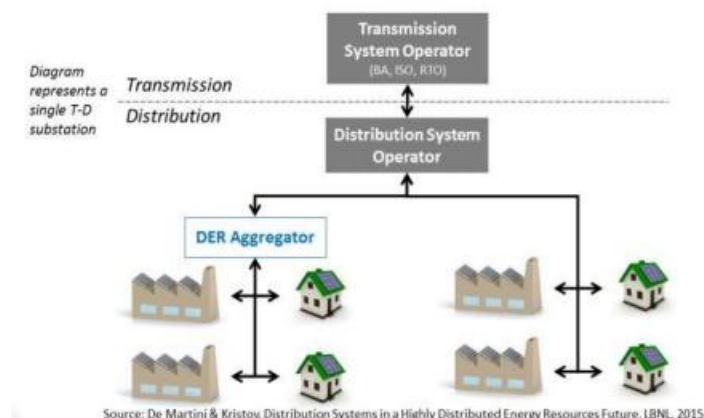 Transmission
System Operator
(BA, ISO, RTO)
Diagram
represents a
single T-D
substation
Transmission
Distribution
Distribution System
Operator
DER Aggregator
Source: De Martini & Kristov, Distribution Systems in a Highly Distributed Energy Resources Future, LBNL, 2015